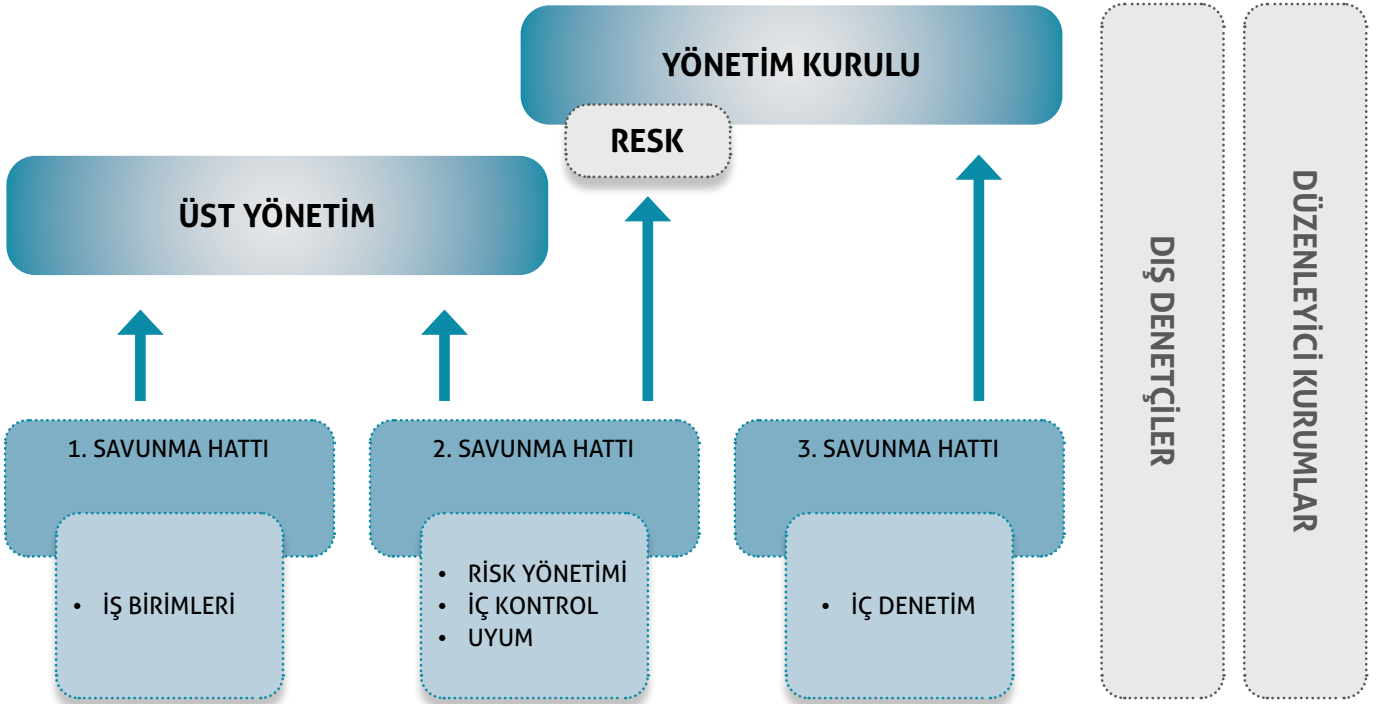 YÖNETİM KURULU
RESK
ÜST YÖNETİM
1. SAVUNMA HATTI
• İŞ BİRİMLERİ
2. SAVUNMA HATTI
• RİSK YÖNETİMİ
• İÇ KONTROL
• UYUM
3. SAVUNMA HATTI
• İÇ DENETİM
DIŞ DENETÇİLER
DÜZENLEYİCİ KURUMLAR